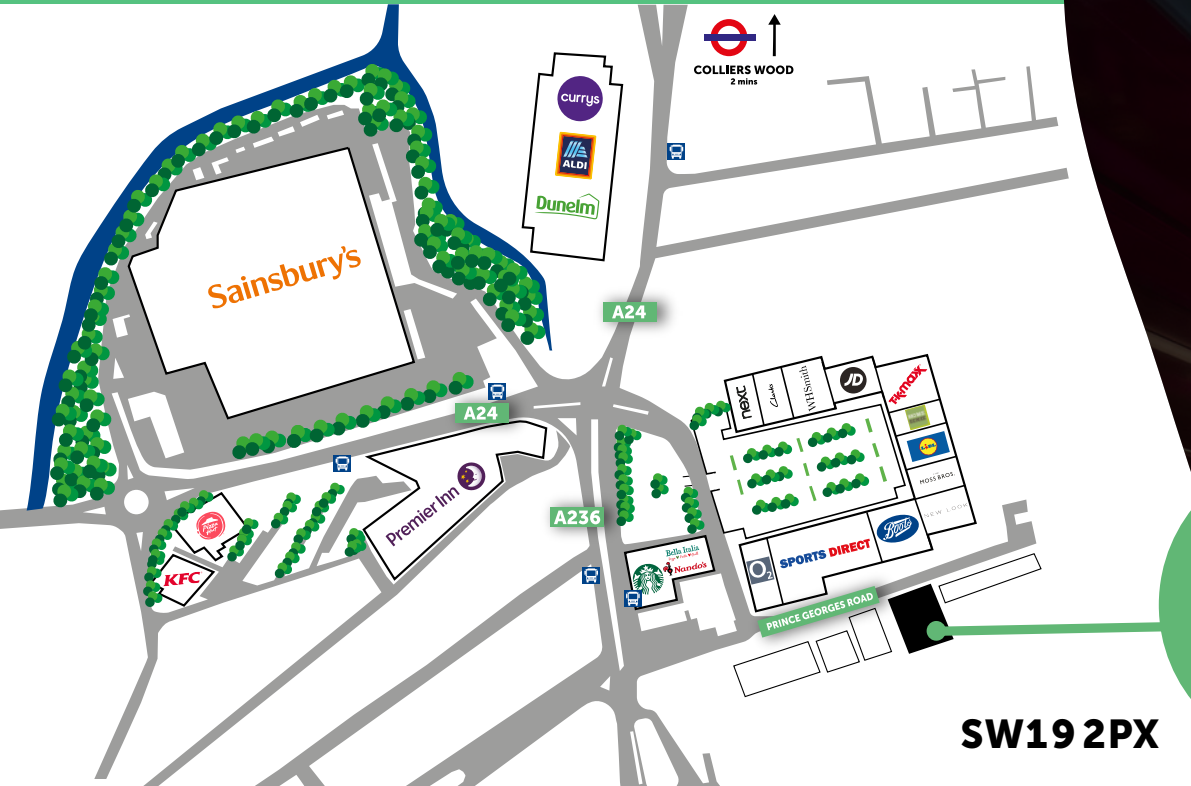 COLLIERS WOOD
2 mins
currys
ALDI
Dunelm
Sainsbury's
A24
A24
next
Clarks
WHSmith
JD
T·K·maxx
LIDL
MOSS BROS.
NEW LOOK
Boots
SPORTS DIRECT
O2
Premier Inn
A236
Pizza
Hut
KFC
Bella Italia
Nando's
PRINCE GEORGES ROAD
SW19 2PX